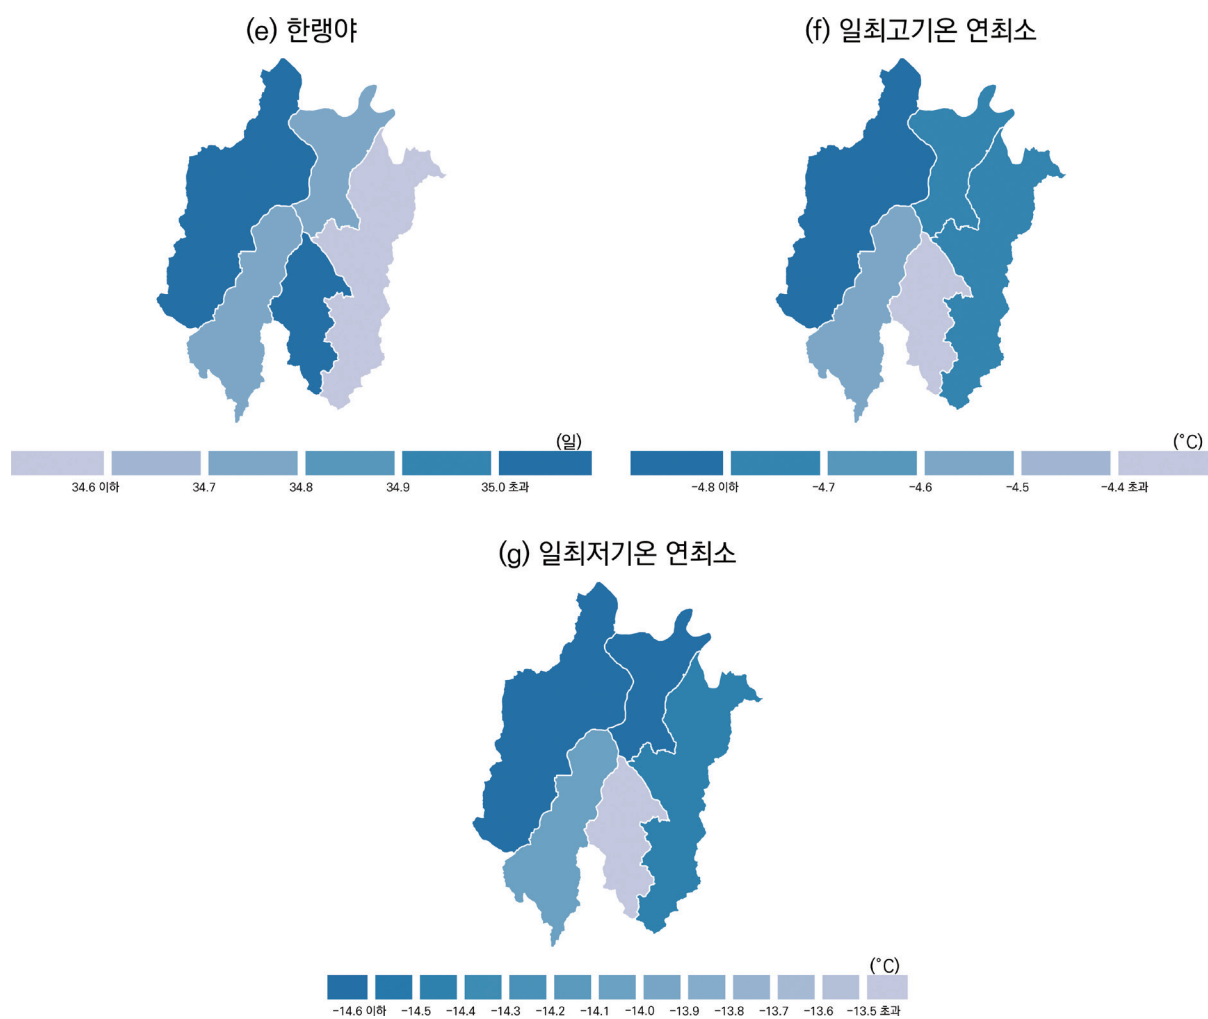 (e) 한랭야
(f) 일최고기온 연최소
(일)
34.6 이하 34.7 34.8 34.9 35.0 초과
(°C)
-4.8 이하 -4.7 -4.6 -4.5 -4.4 초과
(g) 일최저기온 연최소
(°C)
-14.6 이하 -14.5 -14.4 -14.3 -14.2 -14.1 -14.0 -13.9 -13.8 -13.7 -13.6 -13.5 초과